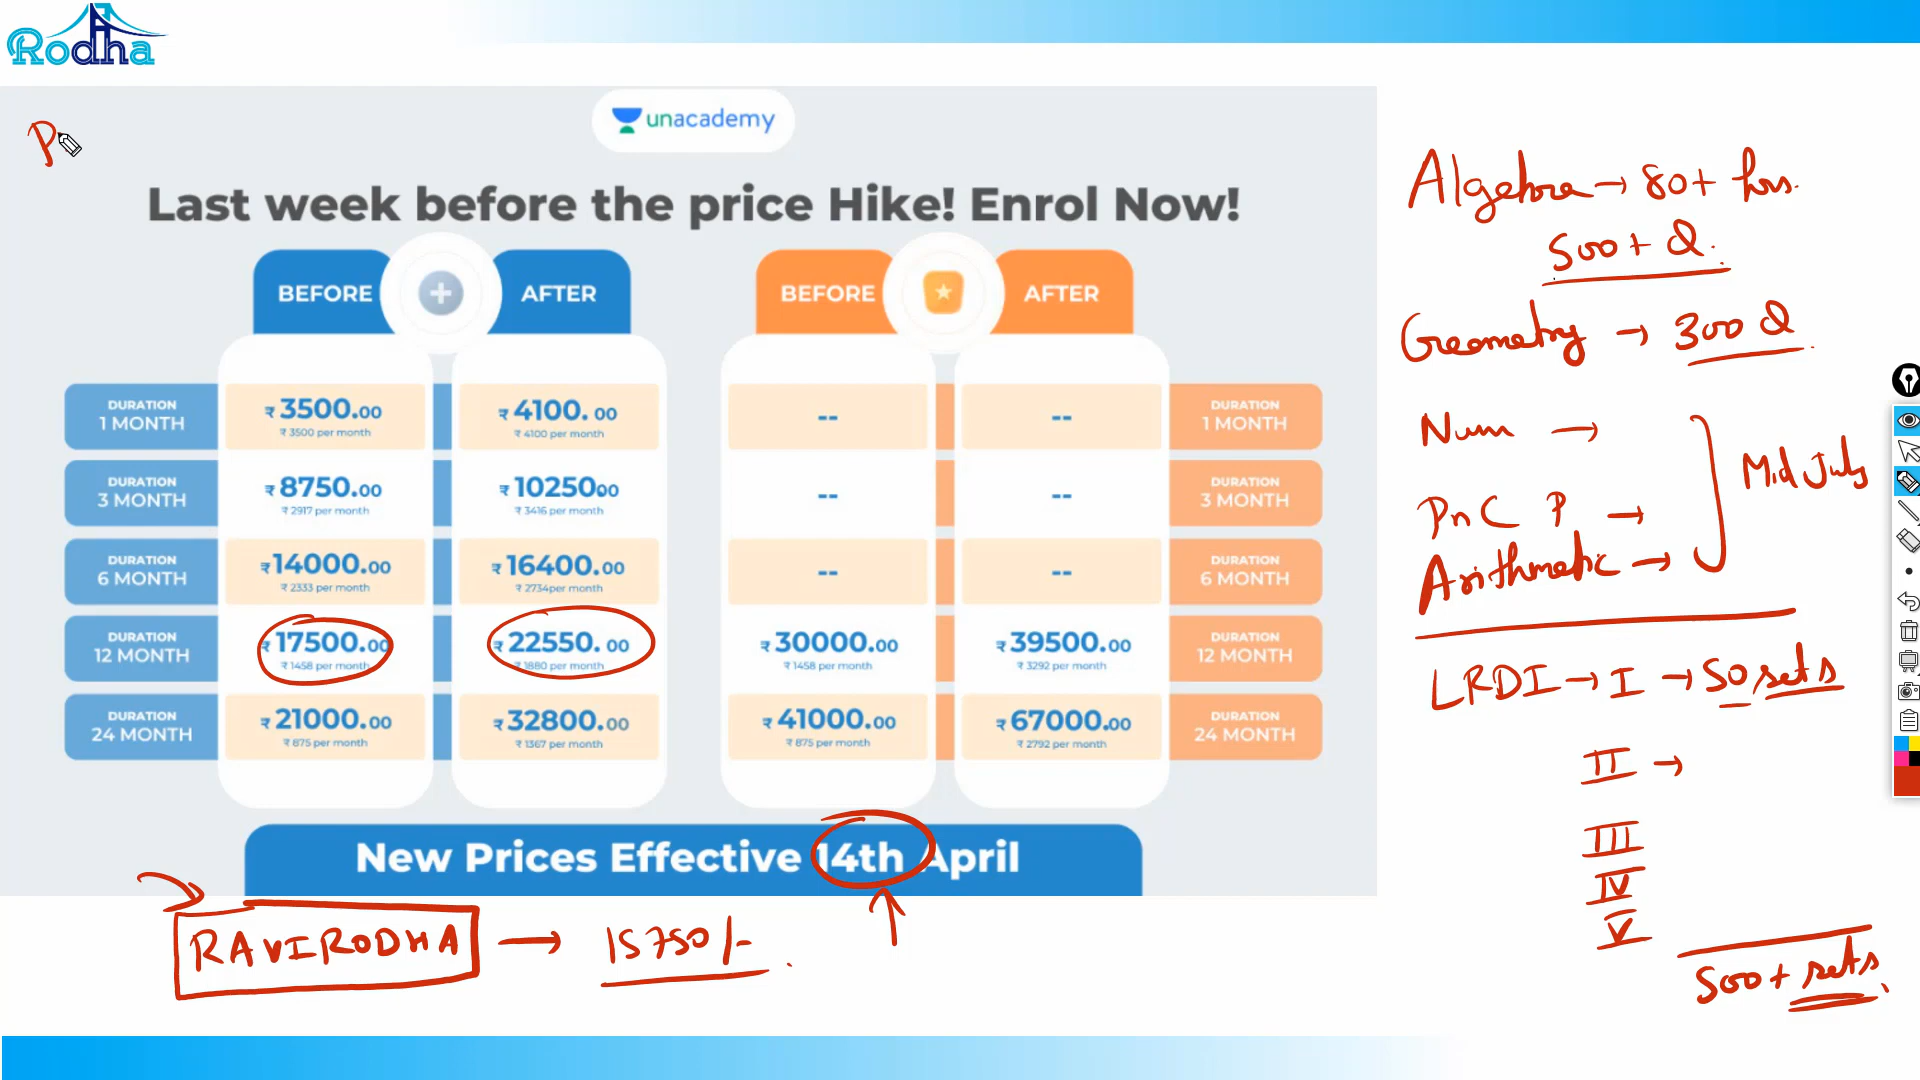 Rodha
P
unacademy
Last week before the price Hike! Enrol Now!
BEFORE AFTER BEFORE AFTER
DURATION 1 MONTH ₹ 3500.00 ₹ 3500 per month ₹ 4100. 00 ₹ 4100 per month -- -- DURATION 1 MONTH
DURATION 3 MONTH ₹ 8750.00 ₹ 2917 per month ₹ 1025000 ₹ 3416 per month -- -- DURATION 3 MONTH
DURATION 6 MONTH ₹ 14000.00 ₹ 2333 per month ₹ 16400.00 ₹ 2734per month -- -- DURATION 6 MONTH
DURATION 12 MONTH ₹ 17500.00 ₹ 1458 per month ₹ 22550. 00 ₹ 1880 per month ₹ 30000.00 ₹ 1458 per month ₹ 39500.00 ₹ 3292 per month DURATION 12 MONTH
DURATION 24 MONTH ₹ 21000.00 ₹ 875 per month ₹ 32800.00 ₹ 1367 per month ₹ 41000.00 ₹ 875 per month ₹ 67000.00 ₹ 2792 per month DURATION 24 MONTH
New Prices Effective 14th April
RAVIRODHA → 15750/-
Algebra → 80+ hrs.
500+ Q.
Geometry → 300 Q
Num →
PnC P →
Arithmetic →
Mid July
LRDI → I → 50 sets
II →
III
IV
V
500+ sets